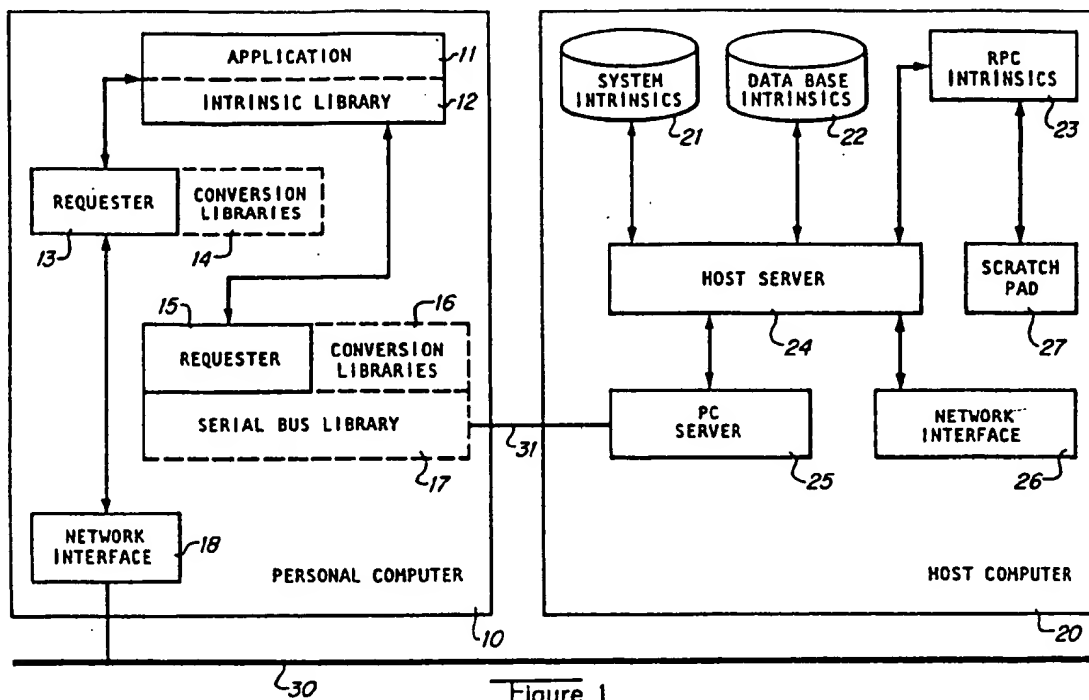 APPLICATION
11
INTRINSIC LIBRARY
12
REQUESTER
13
CONVERSION
LIBRARIES
14
15
16
REQUESTER
CONVERSION
LIBRARIES
SERIAL BUS LIBRARY
17
NETWORK
INTERFACE
18
PERSONAL COMPUTER
10
30
31
SYSTEM
INTRINSICS
21
DATA BASE
INTRINSICS
22
RPC
INTRINSICS
23
HOST SERVER
24
SCRATCH
PAD
27
PC
SERVER
25
NETWORK
INTERFACE
26
HOST COMPUTER
20
Figure 1